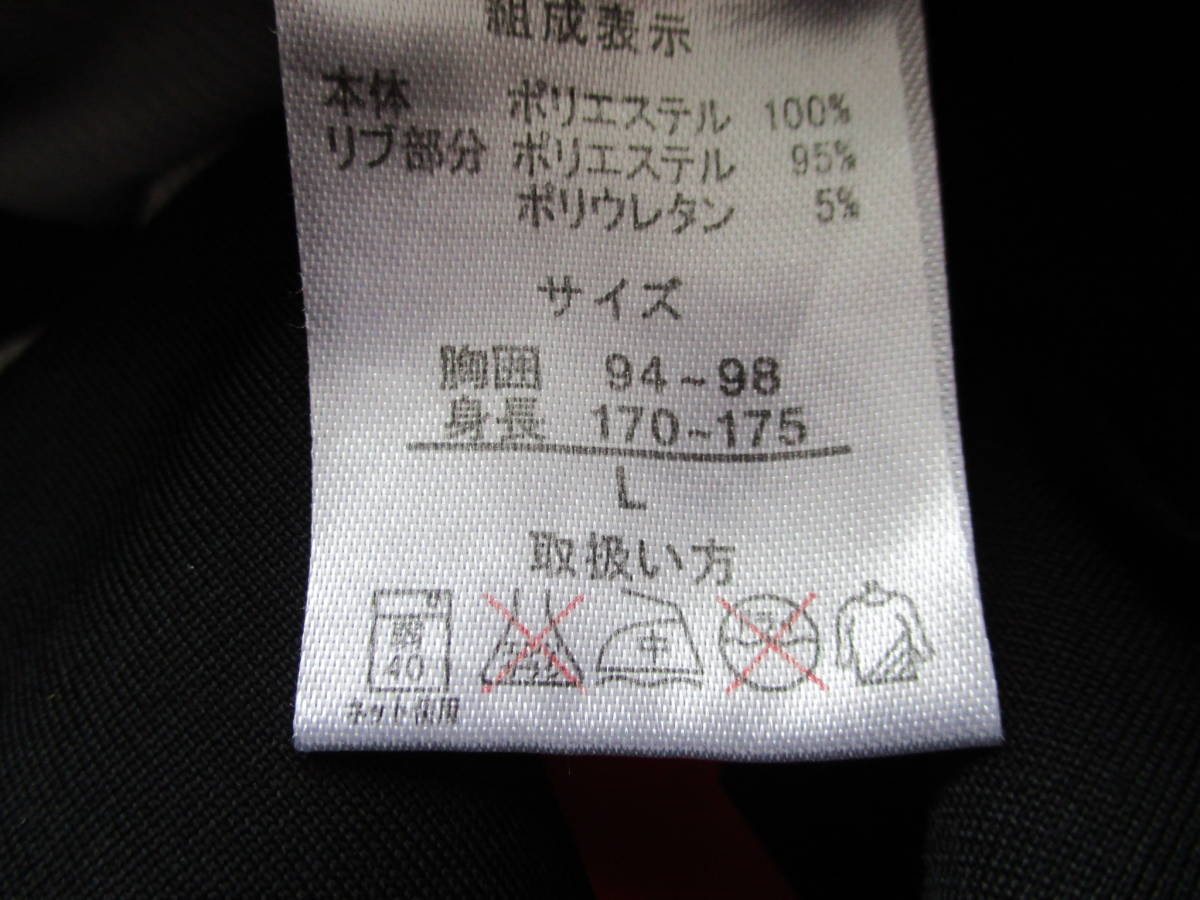 組成表示
本体 ポリエステル 100%
リブ部分 ポリエステル 95%
ポリウレタン 5%
サイズ
胸囲 94~98
身長 170~175
L
取扱い方
弱
40
中
ネット使用